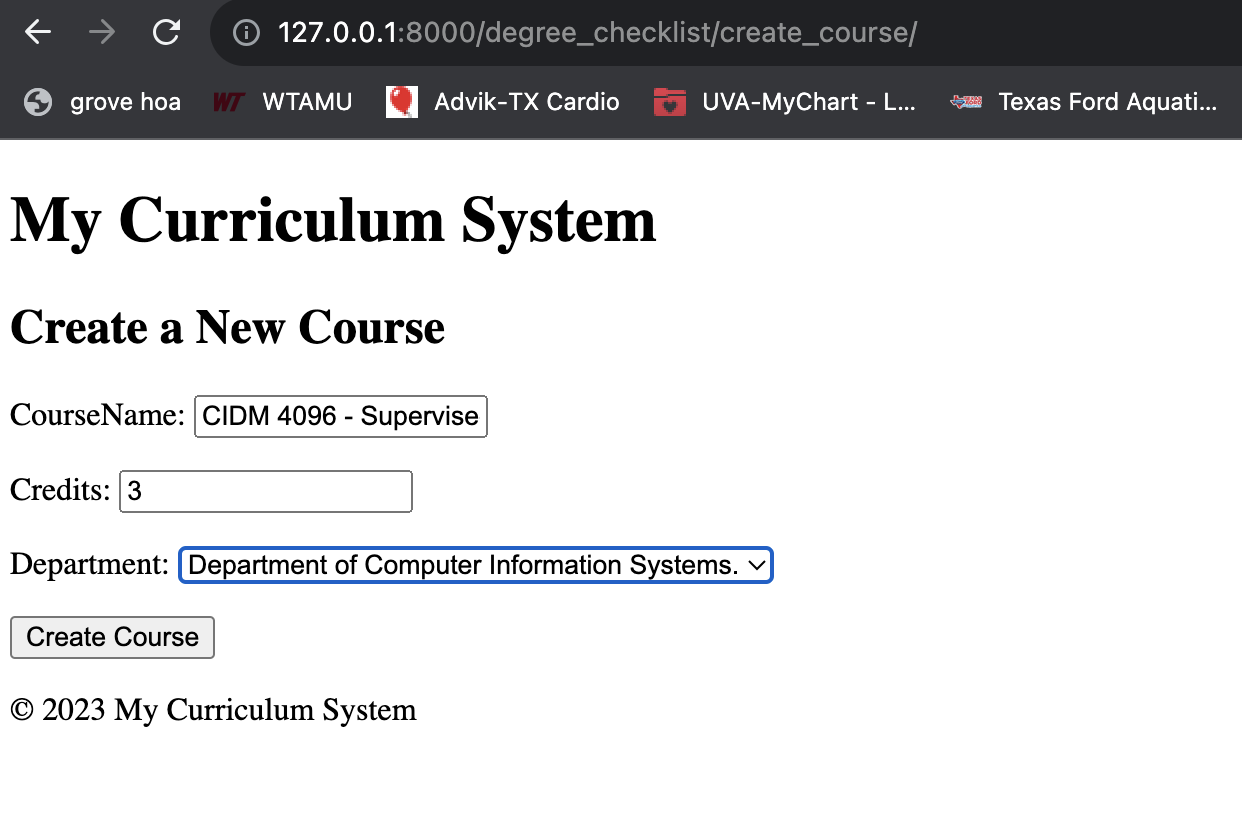 127.0.0.1:8000/degree_checklist/create_course/
grove hoa WT WTAMU Advik-TX Cardio UVA-MyChart - L... Texas Ford Aquati...
My Curriculum System
Create a New Course
CourseName: CIDM 4096 - Supervise
Credits: 3
Department: Department of Computer Information Systems.
Create Course
© 2023 My Curriculum System